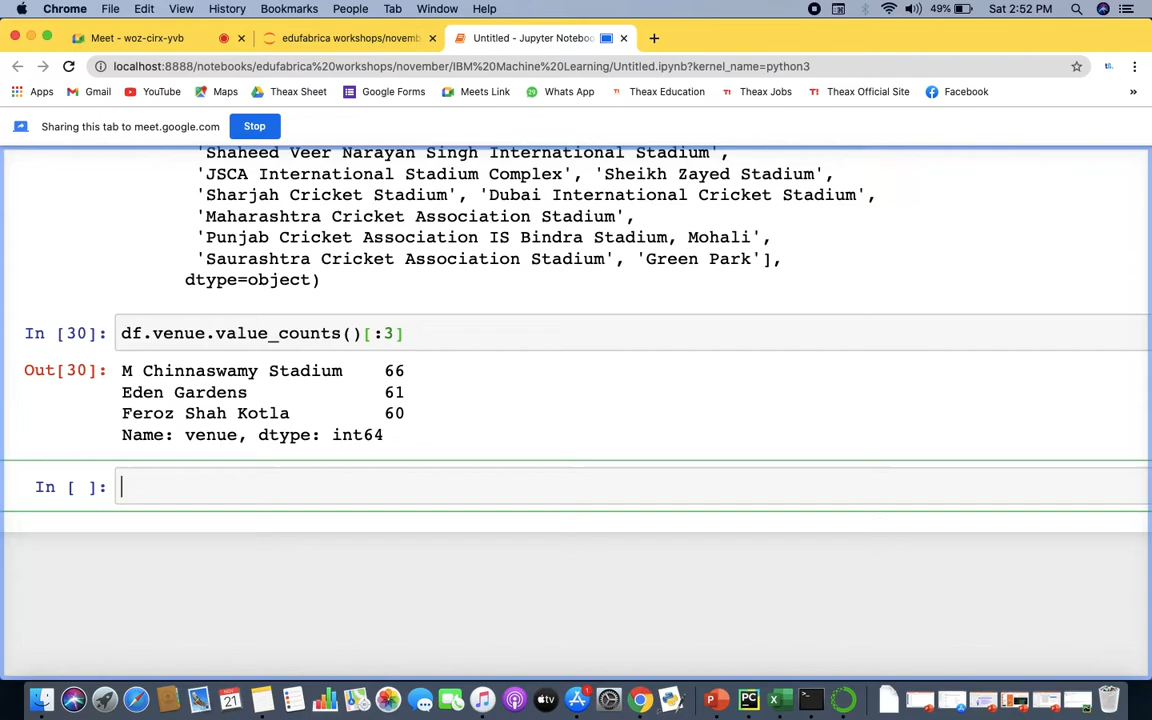 Chrome File Edit View History Bookmarks People Tab Window Help 49% Sat 2:52 PM
Meet - woz-cirx-yvb edufabrica workshops/novemb Untitled - Jupyter Noteboo
localhost:8888/notebooks/edufabrica%20workshops/november/IBM%20Machine%20Learning/Untitled.ipynb?kernel_name=python3
Apps Gmail YouTube Maps Theax Sheet Google Forms Meets Link Whats App Theax Education Theax Jobs Theax Official Site Facebook »
Sharing this tab to meet.google.com Stop
'Shaheed Veer Narayan Singh International Stadium',
'JSCA International Stadium Complex', 'Sheikh Zayed Stadium',
'Sharjah Cricket Stadium', 'Dubai International Cricket Stadium',
'Maharashtra Cricket Association Stadium',
'Punjab Cricket Association IS Bindra Stadium, Mohali',
'Saurashtra Cricket Association Stadium', 'Green Park'],
dtype=object)
In [30]: df.venue.value_counts()[:3]
Out[30]: M Chinnaswamy Stadium 66
Eden Gardens 61
Feroz Shah Kotla 60
Name: venue, dtype: int64
In [ ]: